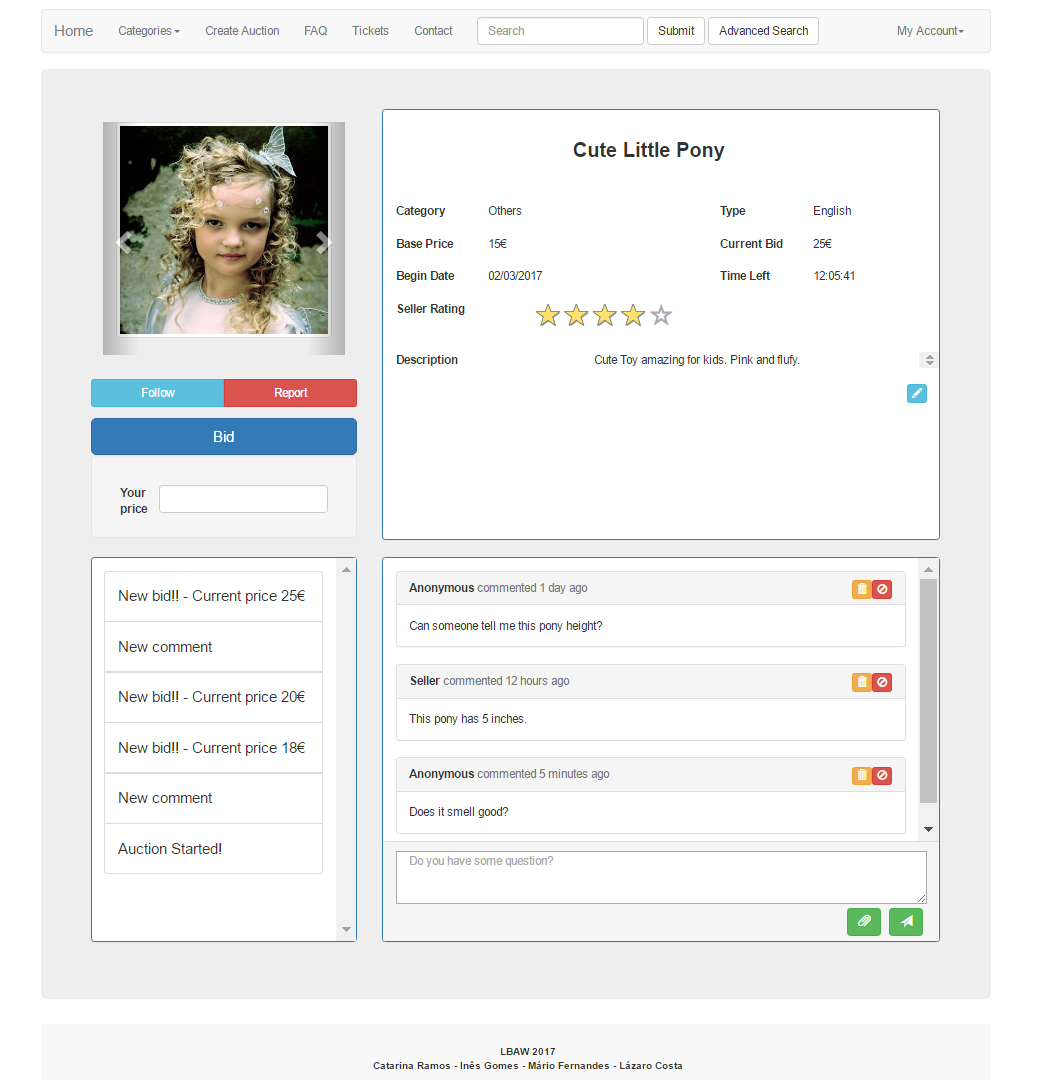 Home Categories Create Auction FAQ Tickets Contact Search Submit Advanced Search My Account
Cute Little Pony
Category Others Type English
Base Price 15€ Current Bid 25€
Begin Date 02/03/2017 Time Left 12:05:41
Seller Rating
Description Cute Toy amazing for kids. Pink and flufy.
Follow Report
Bid
Your
price
New bid!! - Current price 25€
New comment
New bid!! - Current price 20€
New bid!! - Current price 18€
New comment
Auction Started!
Anonymous commented 1 day ago
Can someone tell me this pony height?
Seller commented 12 hours ago
This pony has 5 inches.
Anonymous commented 5 minutes ago
Does it smell good?
Do you have some question?
LBAW 2017
Catarina Ramos - Inês Gomes - Mário Fernandes - Lázaro Costa